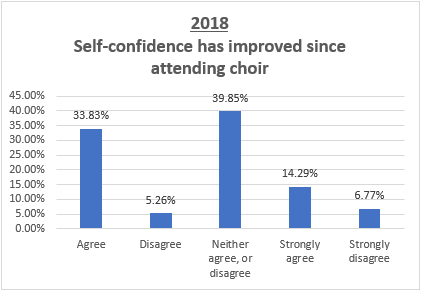 2018
Self-confidence has improved since
attending choir
45.00%
40.00%
35.00%
30.00%
25.00%
20.00%
15.00%
10.00%
5.00%
0.00%
33.83%
5.26%
39.85%
14.29%
6.77%
Agree
Disagree
Neither
agree, or
disagree
Strongly
agree
Strongly
disagree